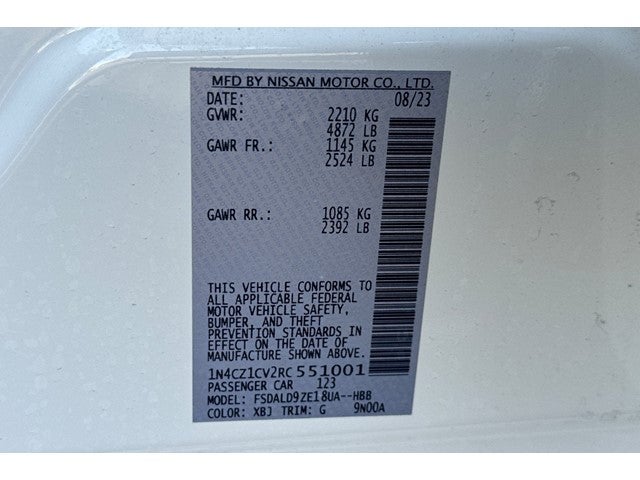 MFD BY NISSAN MOTOR CO., LTD.
DATE: 08/23
GVWR: 2210 KG
4872 LB
GAWR FR.: 1145 KG
2524 LB
GAWR RR.: 1085 KG
2392 LB
THIS VEHICLE CONFORMS TO
ALL APPLICABLE FEDERAL
MOTOR VEHICLE SAFETY,
BUMPER, AND THEFT
PREVENTION STANDARDS IN
EFFECT ON THE DATE OF
MANUFACTURE SHOWN ABOVE.
1N4CZ1CV2RC551001
PASSENGER CAR 123
MODEL: FSDALD9ZE18UA--HBB
COLOR: XBJ TRIM: G 9N00A